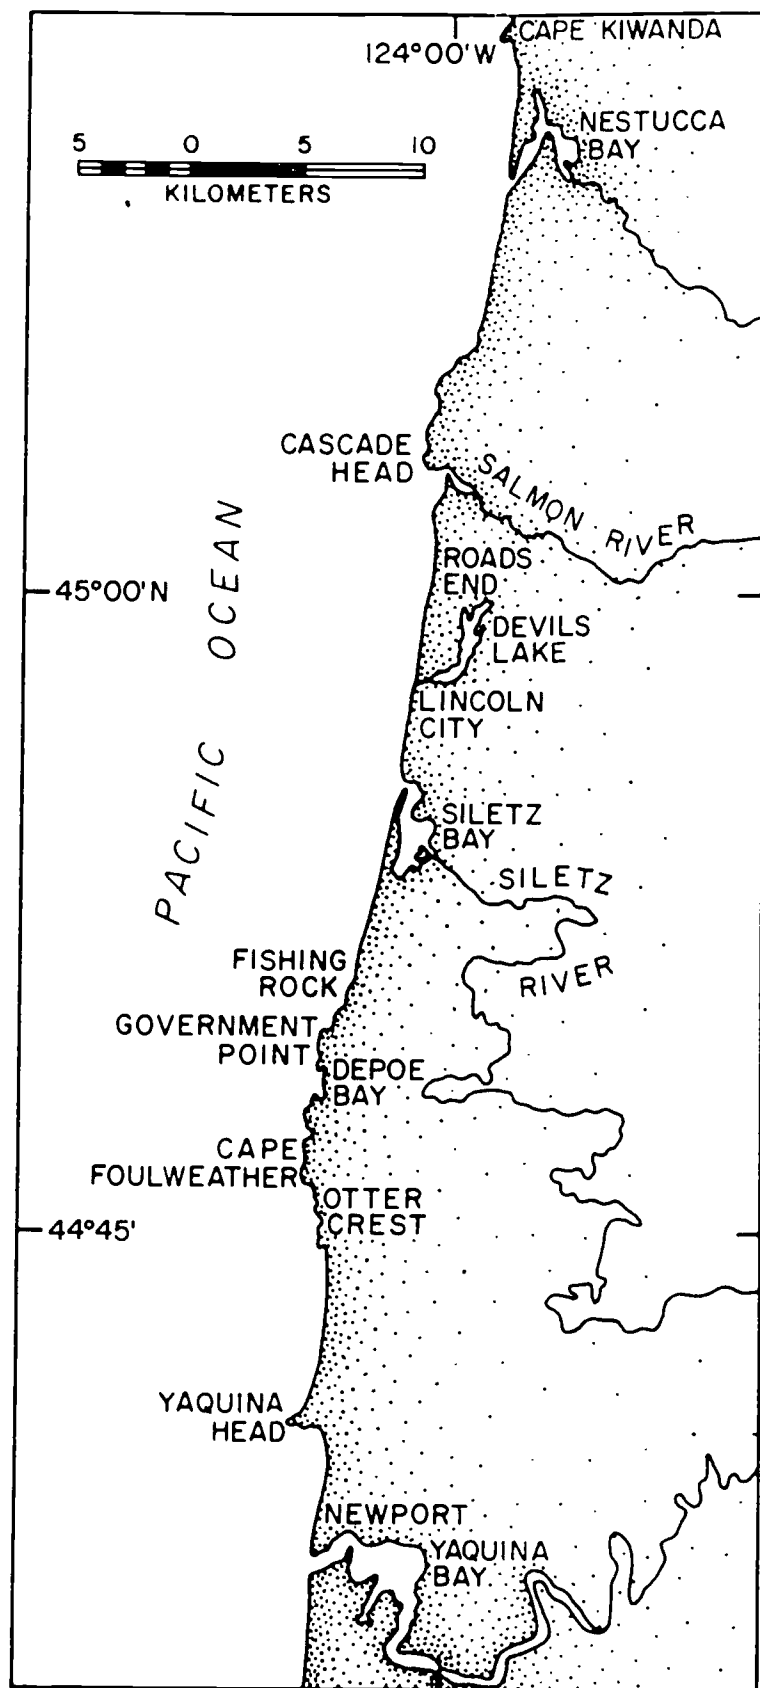 CAPE KIWANDA
124°00'W
NESTUCCA
BAY
5 0 5 10
KILOMETERS
CASCADE
HEAD
SALMON RIVER
PACIFIC OCEAN
45°00'N
ROADS
END
DEVILS
LAKE
LINCOLN
CITY
SILETZ
BAY
SILETZ
RIVER
FISHING
ROCK
GOVERNMENT
POINT
DEPOE
BAY
CAPE
FOULWEATHER
OTTER
CREST
44°45'
YAQUINA
HEAD
NEWPORT
YAQUINA
BAY